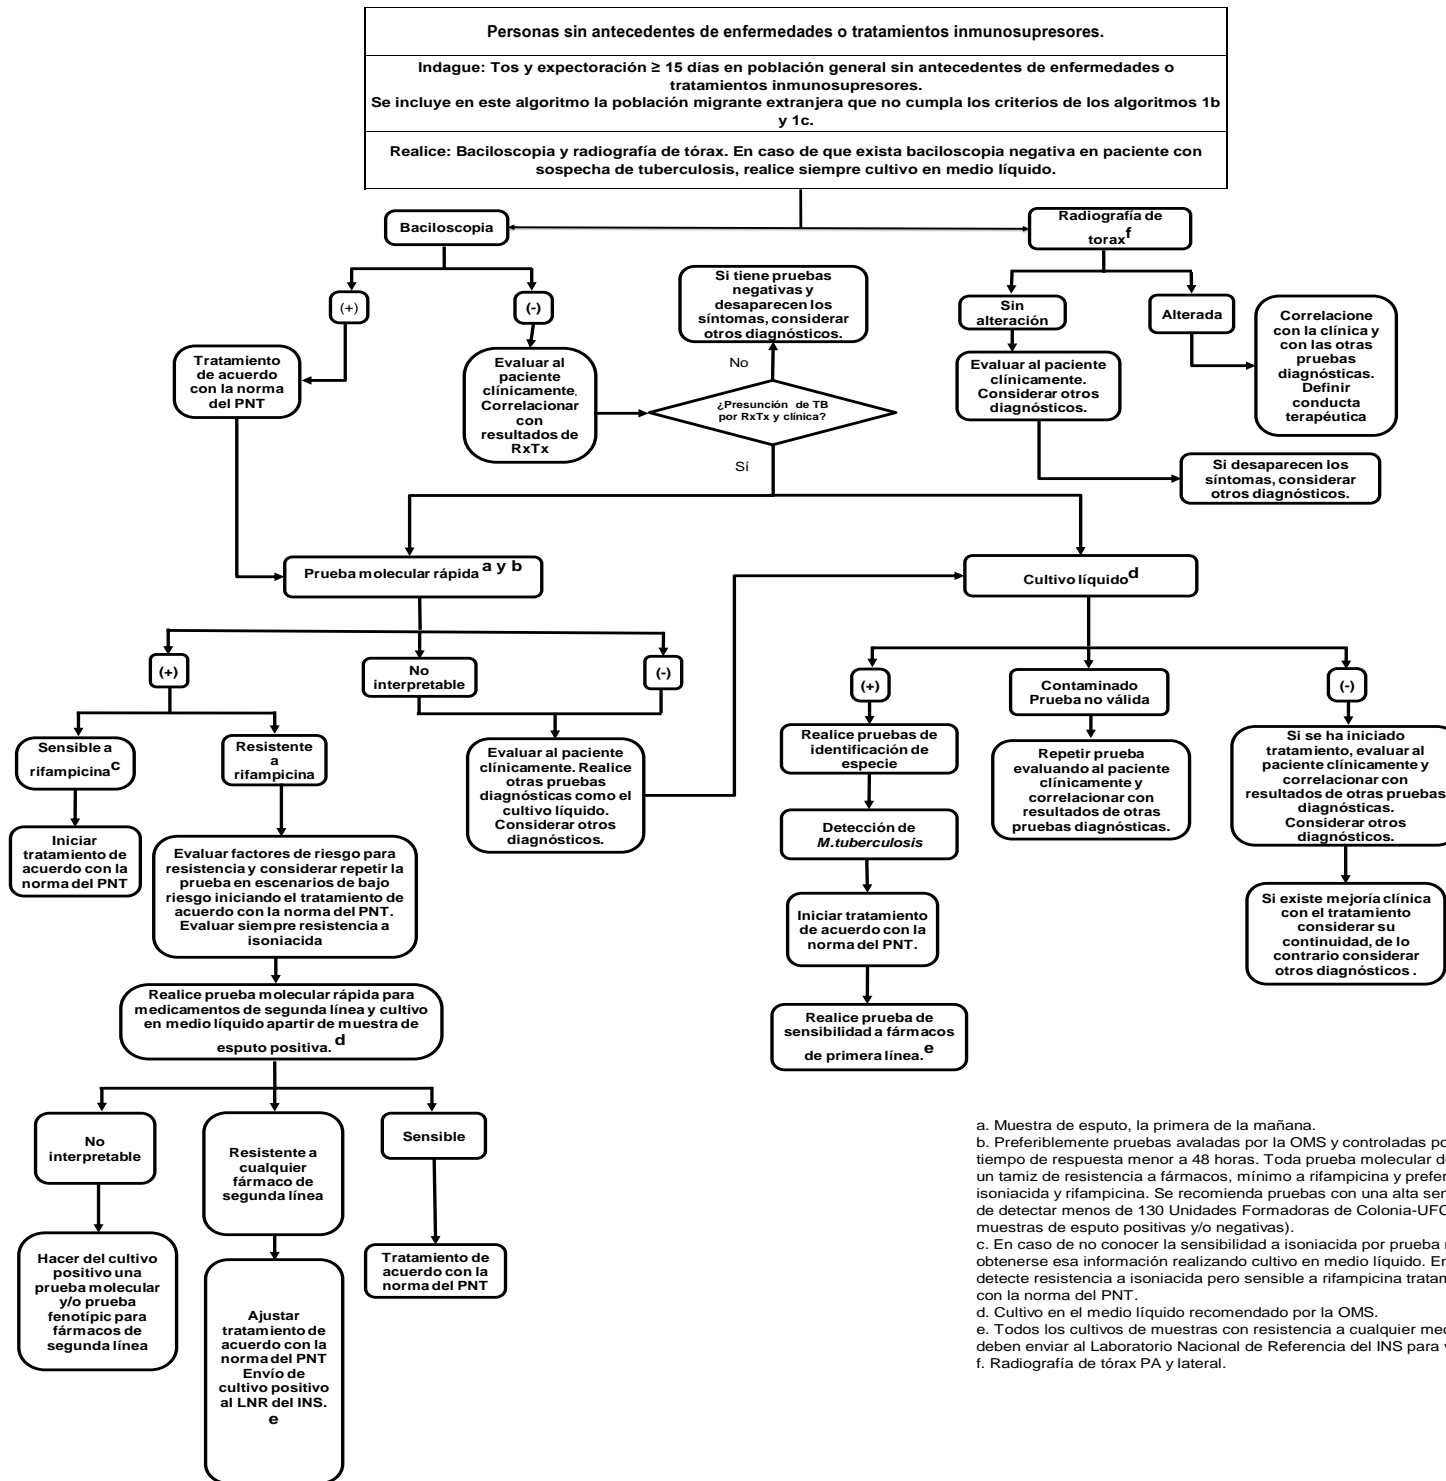 Personas sin antecedentes de enfermedades o tratamientos inmunosupresores.
Indague: Tos y expectoración ≥ 15 días en población general sin antecedentes de enfermedades o
tratamientos inmunosupresores.
Se incluye en este algoritmo la población migrante extranjera que no cumpla los criterios de los algoritmos 1b
y 1c.
Realice: Baciloscopia y radiografía de tórax. En caso de que exista baciloscopia negativa en paciente con
sospecha de tuberculosis, realice siempre cultivo en medio líquido.
Baciloscopia
Radiografía de
torax f
(+)
(-)
Si tiene pruebas
negativas y
desaparecen los
síntomas, considerar
otros diagnósticos.
Sin
alteración
Alterada
Correlacione
con la clínica y
con las otras
pruebas
diagnósticas.
Definir
conducta
terapéutica
Tratamiento
de acuerdo
con la norma
del PNT
Evaluar al
paciente
clínicamente.
Correlacionar
con
resultados de
RxTx
No
¿Presunción de TB
por RxTx y clínica?
Sí
Evaluar al paciente
clínicamente.
Considerar otros
diagnósticos.
Si desaparecen los
síntomas, considerar
otros diagnósticos.
Prueba molecular rápida a y b
Cultivo líquido d
(+)
No
interpretable
(-)
(+)
Contaminado
Prueba no válida
(-)
Sensible a
rifampicina c
Resistente
a
rifampicina
Evaluar al paciente
clínicamente. Realice
otras pruebas
diagnósticas como el
cultivo líquido.
Considerar otros
diagnósticos.
Realice pruebas de
identificación de
especie
Repetir prueba
evaluando al paciente
clínicamente y
correlacionar con
resultados de otras
pruebas diagnósticas.
Si se ha iniciado
tratamiento, evaluar al
paciente clínicamente y
correlacionar con
resultados de otras pruebas
diagnósticas.
Considerar otros
diagnósticos.
Iniciar
tratamiento de
acuerdo con la
norma del PNT
Evaluar factores de riesgo para
resistencia y considerar repetir la
prueba en escenarios de bajo
riesgo iniciando el tratamiento de
acuerdo con la norma del PNT.
Evaluar siempre resistencia a
isoniacida
Detección de
M.tuberculosis
Iniciar tratamiento
de acuerdo con la
norma del PNT.
Si existe mejoría clínica
con el tratamiento
considerar su
continuidad, de lo
contrario considerar
otros diagnósticos .
Realice prueba molecular rápida para
medicamentos de segunda línea y cultivo
en medio líquido apartir de muestra de
esputo positiva. d
Realice prueba de
sensibilidad a fármacos
de primera línea. e
No
interpretable
Resistente a
cualquier
fármaco de
segunda línea
Sensible
Hacer del cultivo
positivo una
prueba molecular
y/o prueba
fenotípic para
fármacos de
segunda línea
Ajustar
tratamiento de
acuerdo con la
norma del PNT
Envío de
cultivo positivo
al LNR del INS.
e
Tratamiento de
acuerdo con la
norma del PNT
a. Muestra de esputo, la primera de la mañana.
b. Preferiblemente pruebas avaladas por la OMS y controladas
tiempo de respuesta menor a 48 horas. Toda prueba molecular
un tamiz de resistencia a fármacos, mínimo a rifampicina y
isoniacida y rifampicina. Se recomienda pruebas con una alta
de detectar menos de 130 Unidades Formadoras de Colonia-UFC
muestras de esputo positivas y/o negativas).
c. En caso de no conocer la sensibilidad a isoniacida por prueba
obtenerse esa información realizando cultivo en medio líquido.
detecte resistencia a isoniacida pero sensible a rifampicina
con la norma del PNT.
d. Cultivo en el medio líquido recomendado por la OMS.
e. Todos los cultivos de muestras con resistencia a cualquier
deben enviar al Laboratorio Nacional de Referencia del INS para
f. Radiografía de tórax PA y lateral.